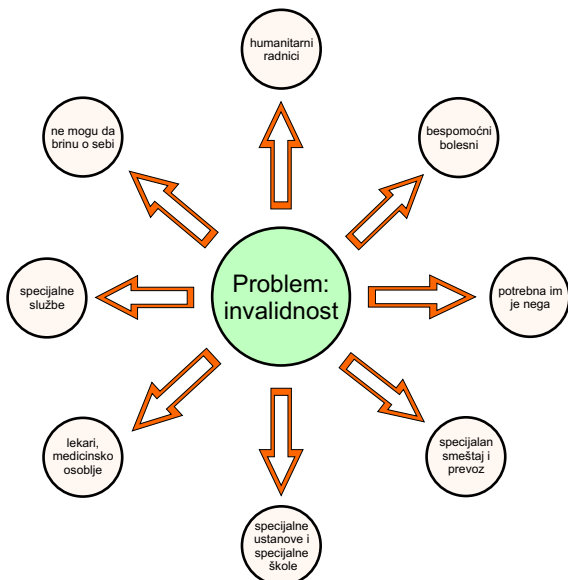 humanitarni
radnici
ne mogu da
brinu o sebi
bespomoćni
bolesni
Problem:
invalidnost
specijalne
službe
potrebna im
je nega
lekari,
medicinsko
osoblje
specijalan
smeštaj i
prevoz
specijalne
ustanove i
specijalne
škole